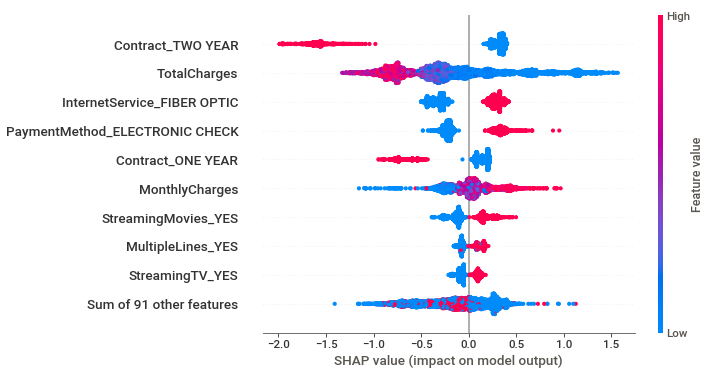 High
Contract_TWO YEAR
TotalCharges
InternetService_FIBER OPTIC
PaymentMethod_ELECTRONIC CHECK
Contract_ONE YEAR
MonthlyCharges
StreamingMovies_YES
MultipleLines_YES
StreamingTV_YES
Sum of 91 other features
Feature value
Low
−2.0 −1.5 −1.0 −0.5 0.0 0.5 1.0 1.5
SHAP value (impact on model output)